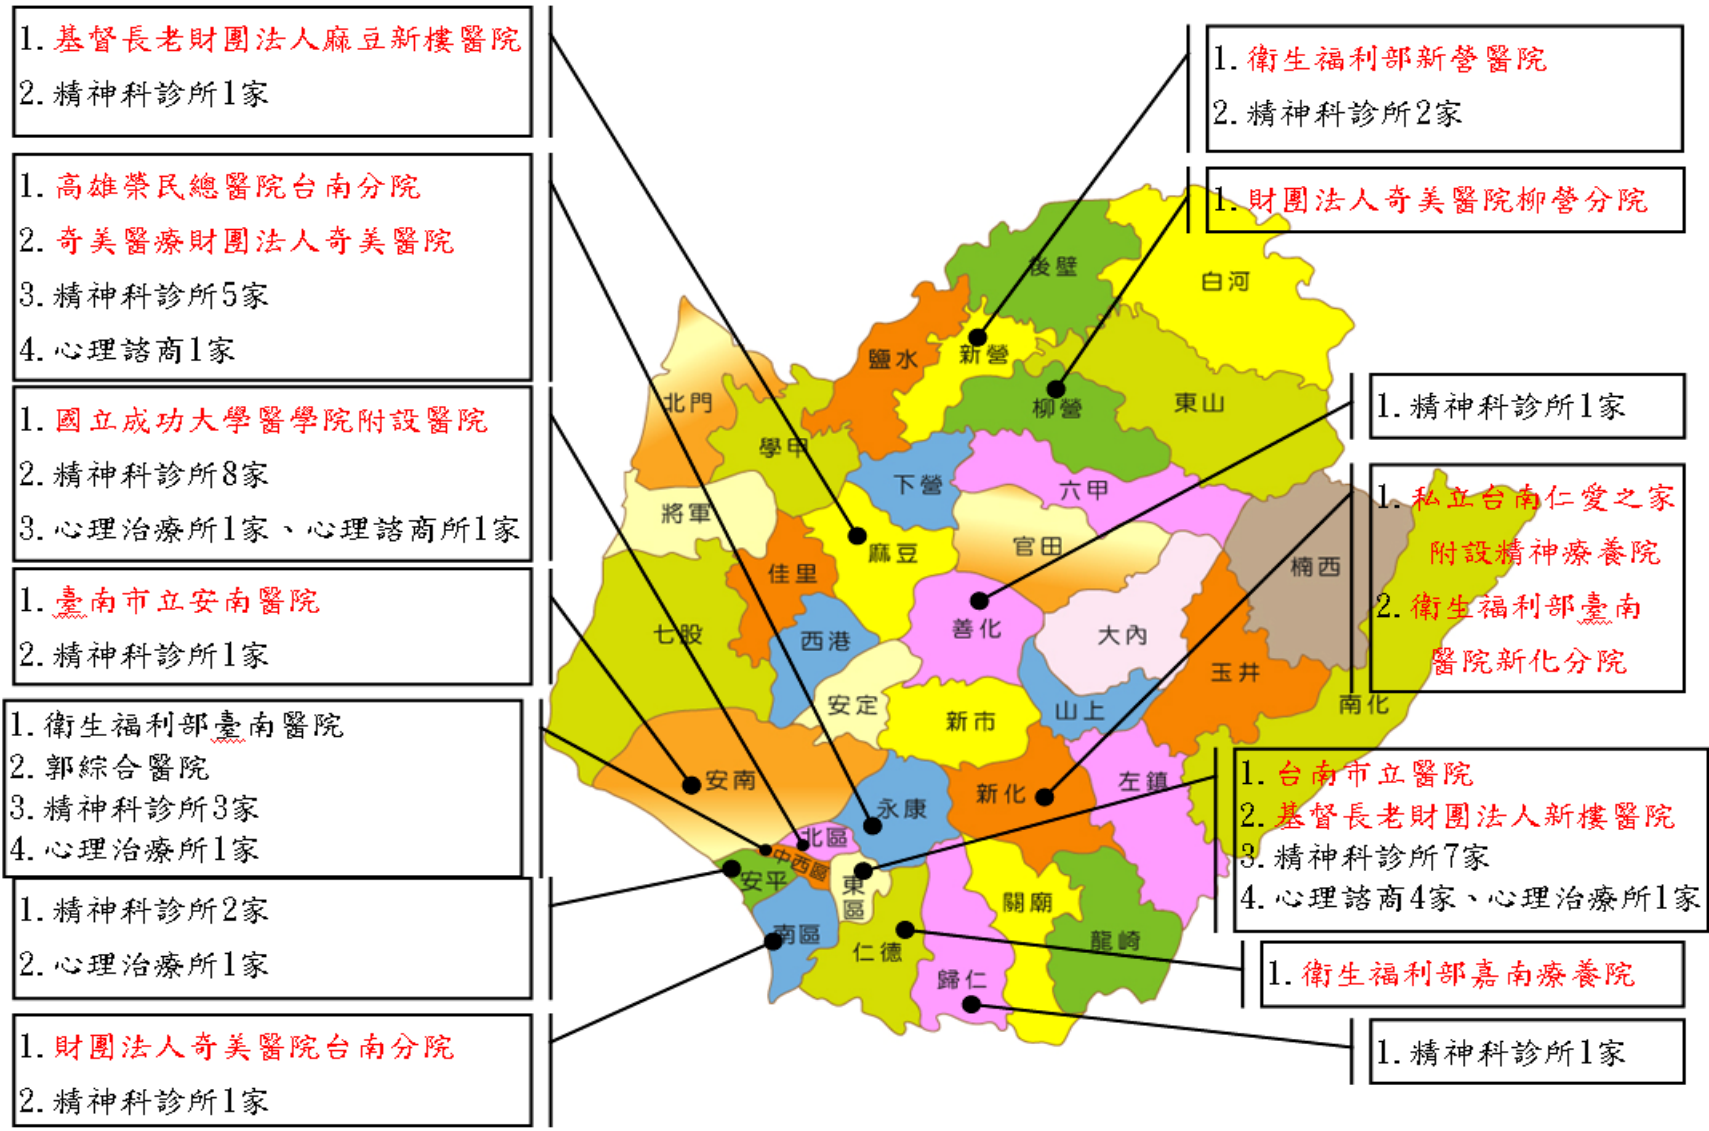 1.基督長老財團法人麻豆新樓醫院
2.精神科診所1家
1.高雄榮民總醫院台南分院
2.奇美醫療財團法人奇美醫院
3.精神科診所5家
4.心理諮商1家
1.國立成功大學醫學院附設醫院
2.精神科診所8家
3.心理治療所1家、心理諮商所1家
1.臺南市立安南醫院
2.精神科診所1家
1.衛生福利部臺南醫院
2.郭綜合醫院
3.精神科診所3家
4.心理治療所1家
1.精神科診所2家
2.心理治療所1家
1.財團法人奇美醫院台南分院
2.精神科診所1家
1.衛生福利部新營醫院
2.精神科診所2家
1.財團法人奇美醫院柳營分院
1.精神科診所1家
1.私立台南仁愛之家
附設精神療養院
2.衛生福利部臺南
醫院新化分院
1.台南市立醫院
2.基督長老財團法人新樓醫院
3.精神科診所7家
4.心理諮商4家、心理治療所1家
1.衛生福利部嘉南療養院
1.精神科診所1家
後壁
白河
鹽水
新營
北門
柳營
東山
學甲
下營
六甲
將軍
官田
麻豆
佳里
楠西
七股
西港
善化
大內
玉井
安定
新市
山上
南化
安南
永康
新化
左鎮
北區
中西區
安平
東區
關廟
南區
仁德
龍崎
歸仁